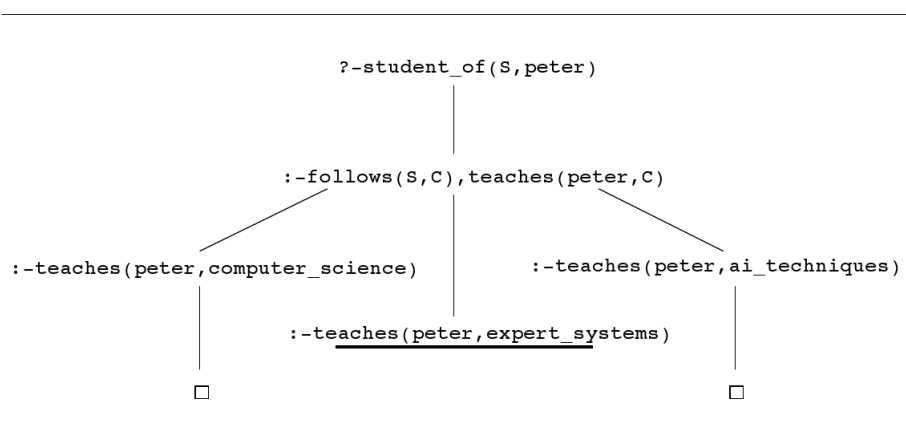 ?-student_of(S,peter)
:-follows(S,C),teaches(peter,C)
:-teaches(peter,computer_science)
:-teaches(peter,ai_techniques)
:-teaches(peter,expert_systems)